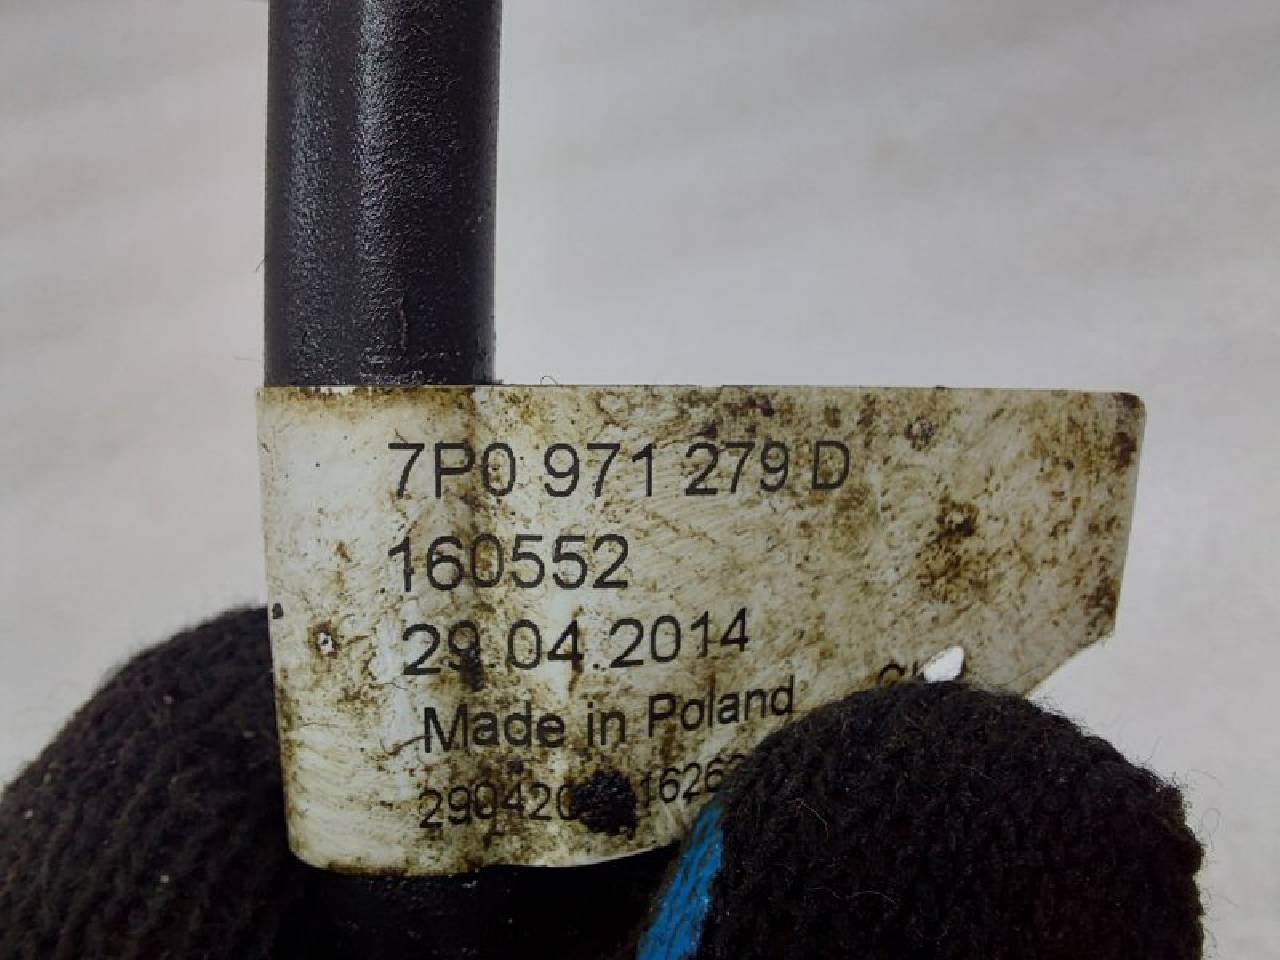 7P0 971 279 D
160552
29.04.2014
Made in Poland